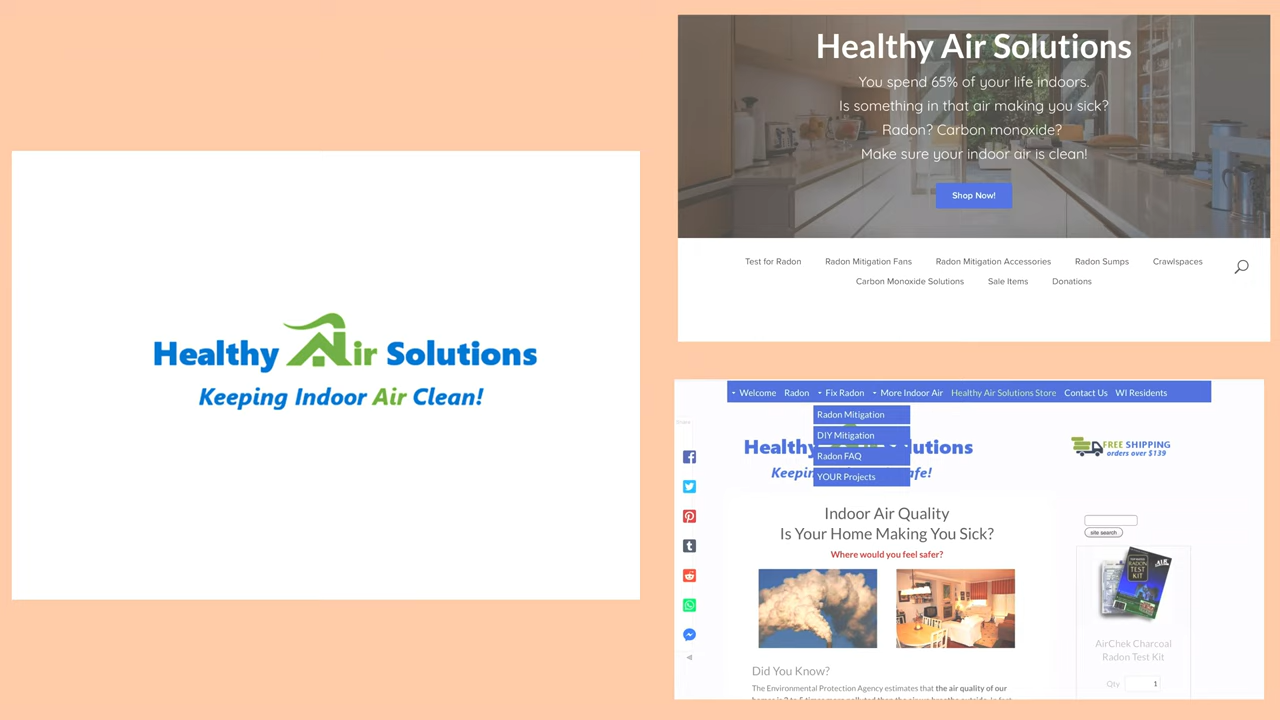 Healthy Air Solutions
Keeping Indoor Air Clean!
Healthy Air Solutions
You spend 65% of your life indoors.
Is something in that air making you sick?
Radon? Carbon monoxide?
Make sure your indoor air is clean!
Shop Now!
Test for Radon Radon Mitigation Fans Radon Mitigation Accessories Radon Sumps Crawlspaces
Carbon Monoxide Solutions Sale Items Donations
Welcome Radon Fix Radon More Indoor Air Healthy Air Solutions Store Contact Us WI Residents
Radon Mitigation
DIY Mitigation
Radon FAQ
YOUR Projects
Share
Healthy
FREE SHIPPING
orders over $139
Indoor Air Quality
Is Your Home Making You Sick?
Where would you feel safer?
site search
RADON
TEST
KIT
AirChek Charcoal
Radon Test Kit
Qty 1
Did You Know?
The Environmental Protection Agency estimates that the air quality of our